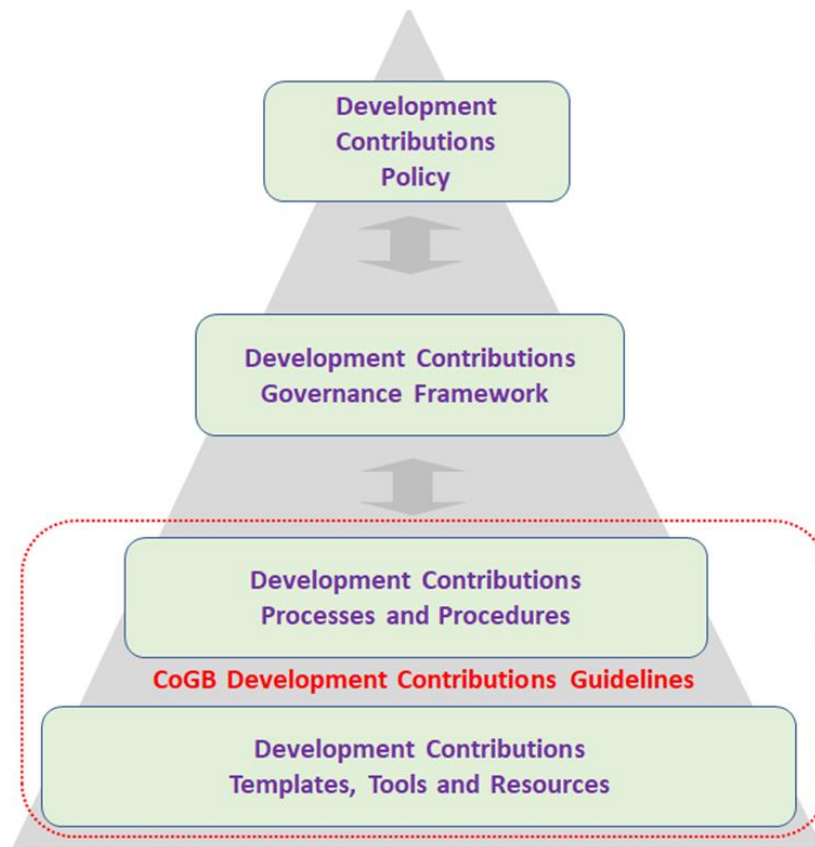 Development
Contributions
Policy
Development Contributions
Governance Framework
Development Contributions
Processes and Procedures
CoGB Development Contributions Guidelines
Development Contributions
Templates, Tools and Resources